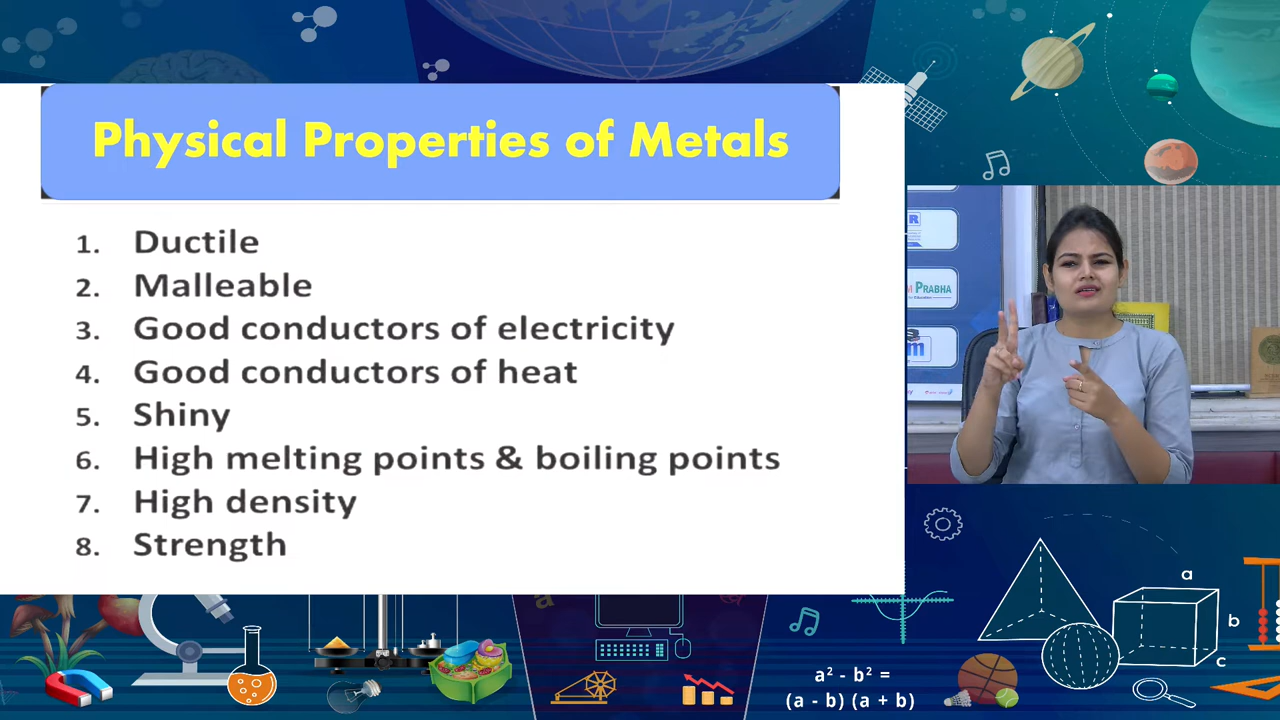 Physical Properties of Metals
1. Ductile
2. Malleable
3. Good conductors of electricity
4. Good conductors of heat
5. Shiny
6. High melting points & boiling points
7. High density
8. Strength
R
M PRABHA
m
a
b
c
a² - b² =
(a - b) (a + b)